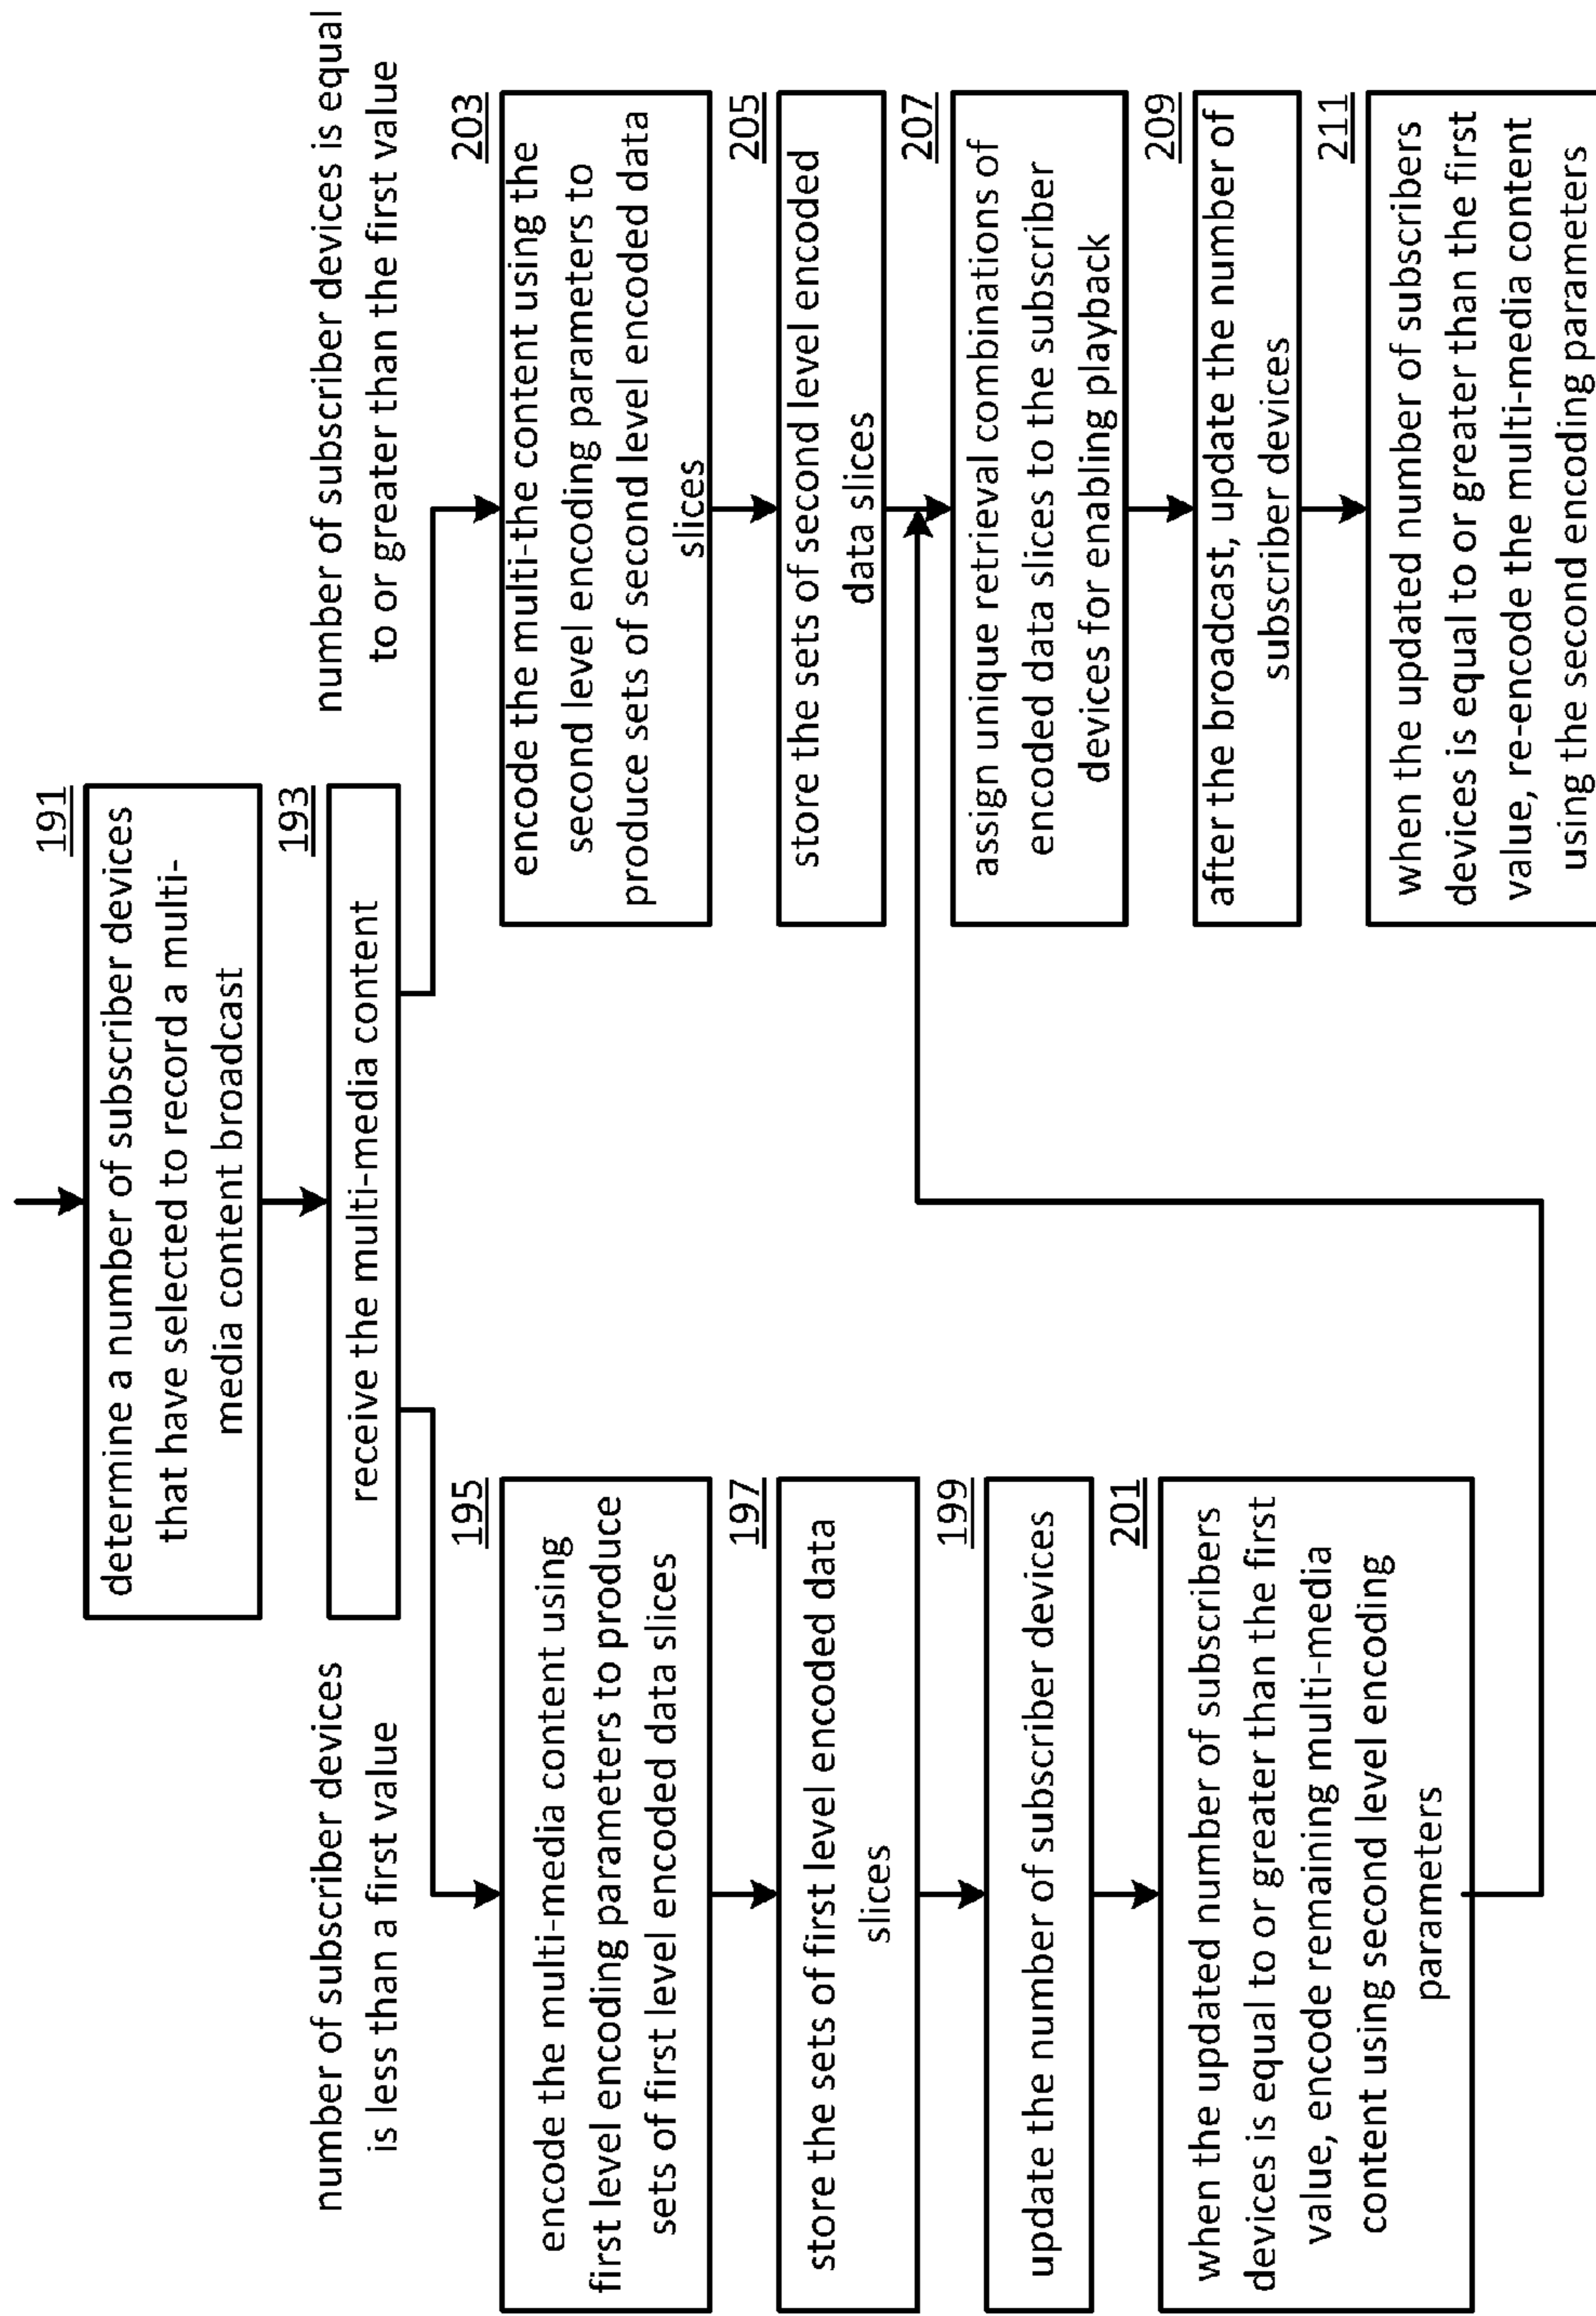 191
determine a number of subscriber devices
that have selected to record a multi-
media content broadcast
193
receive the multi-media content
number of subscriber devices
is less than a first value
195
encode the multi-media content using
first level encoding parameters to produce
sets of first level encoded data slices
197
store the sets of first level encoded data
slices
199
update the number of subscriber devices
201
when the updated number of subscribers
devices is equal to or greater than the first
value, encode remaining multi-media
content using second level encoding
parameters
number of subscriber devices is equal
to or greater than the first value
203
encode the multi-the content using the
second level encoding parameters to
produce sets of second level encoded data
slices
205
store the sets of second level encoded
data slices
207
assign unique retrieval combinations of
encoded data slices to the subscriber
devices for enabling playback
209
after the broadcast, update the number of
subscriber devices
211
when the updated number of subscribers
devices is equal to or greater than the first
value, re-encode the multi-media content
using the second encoding parameters